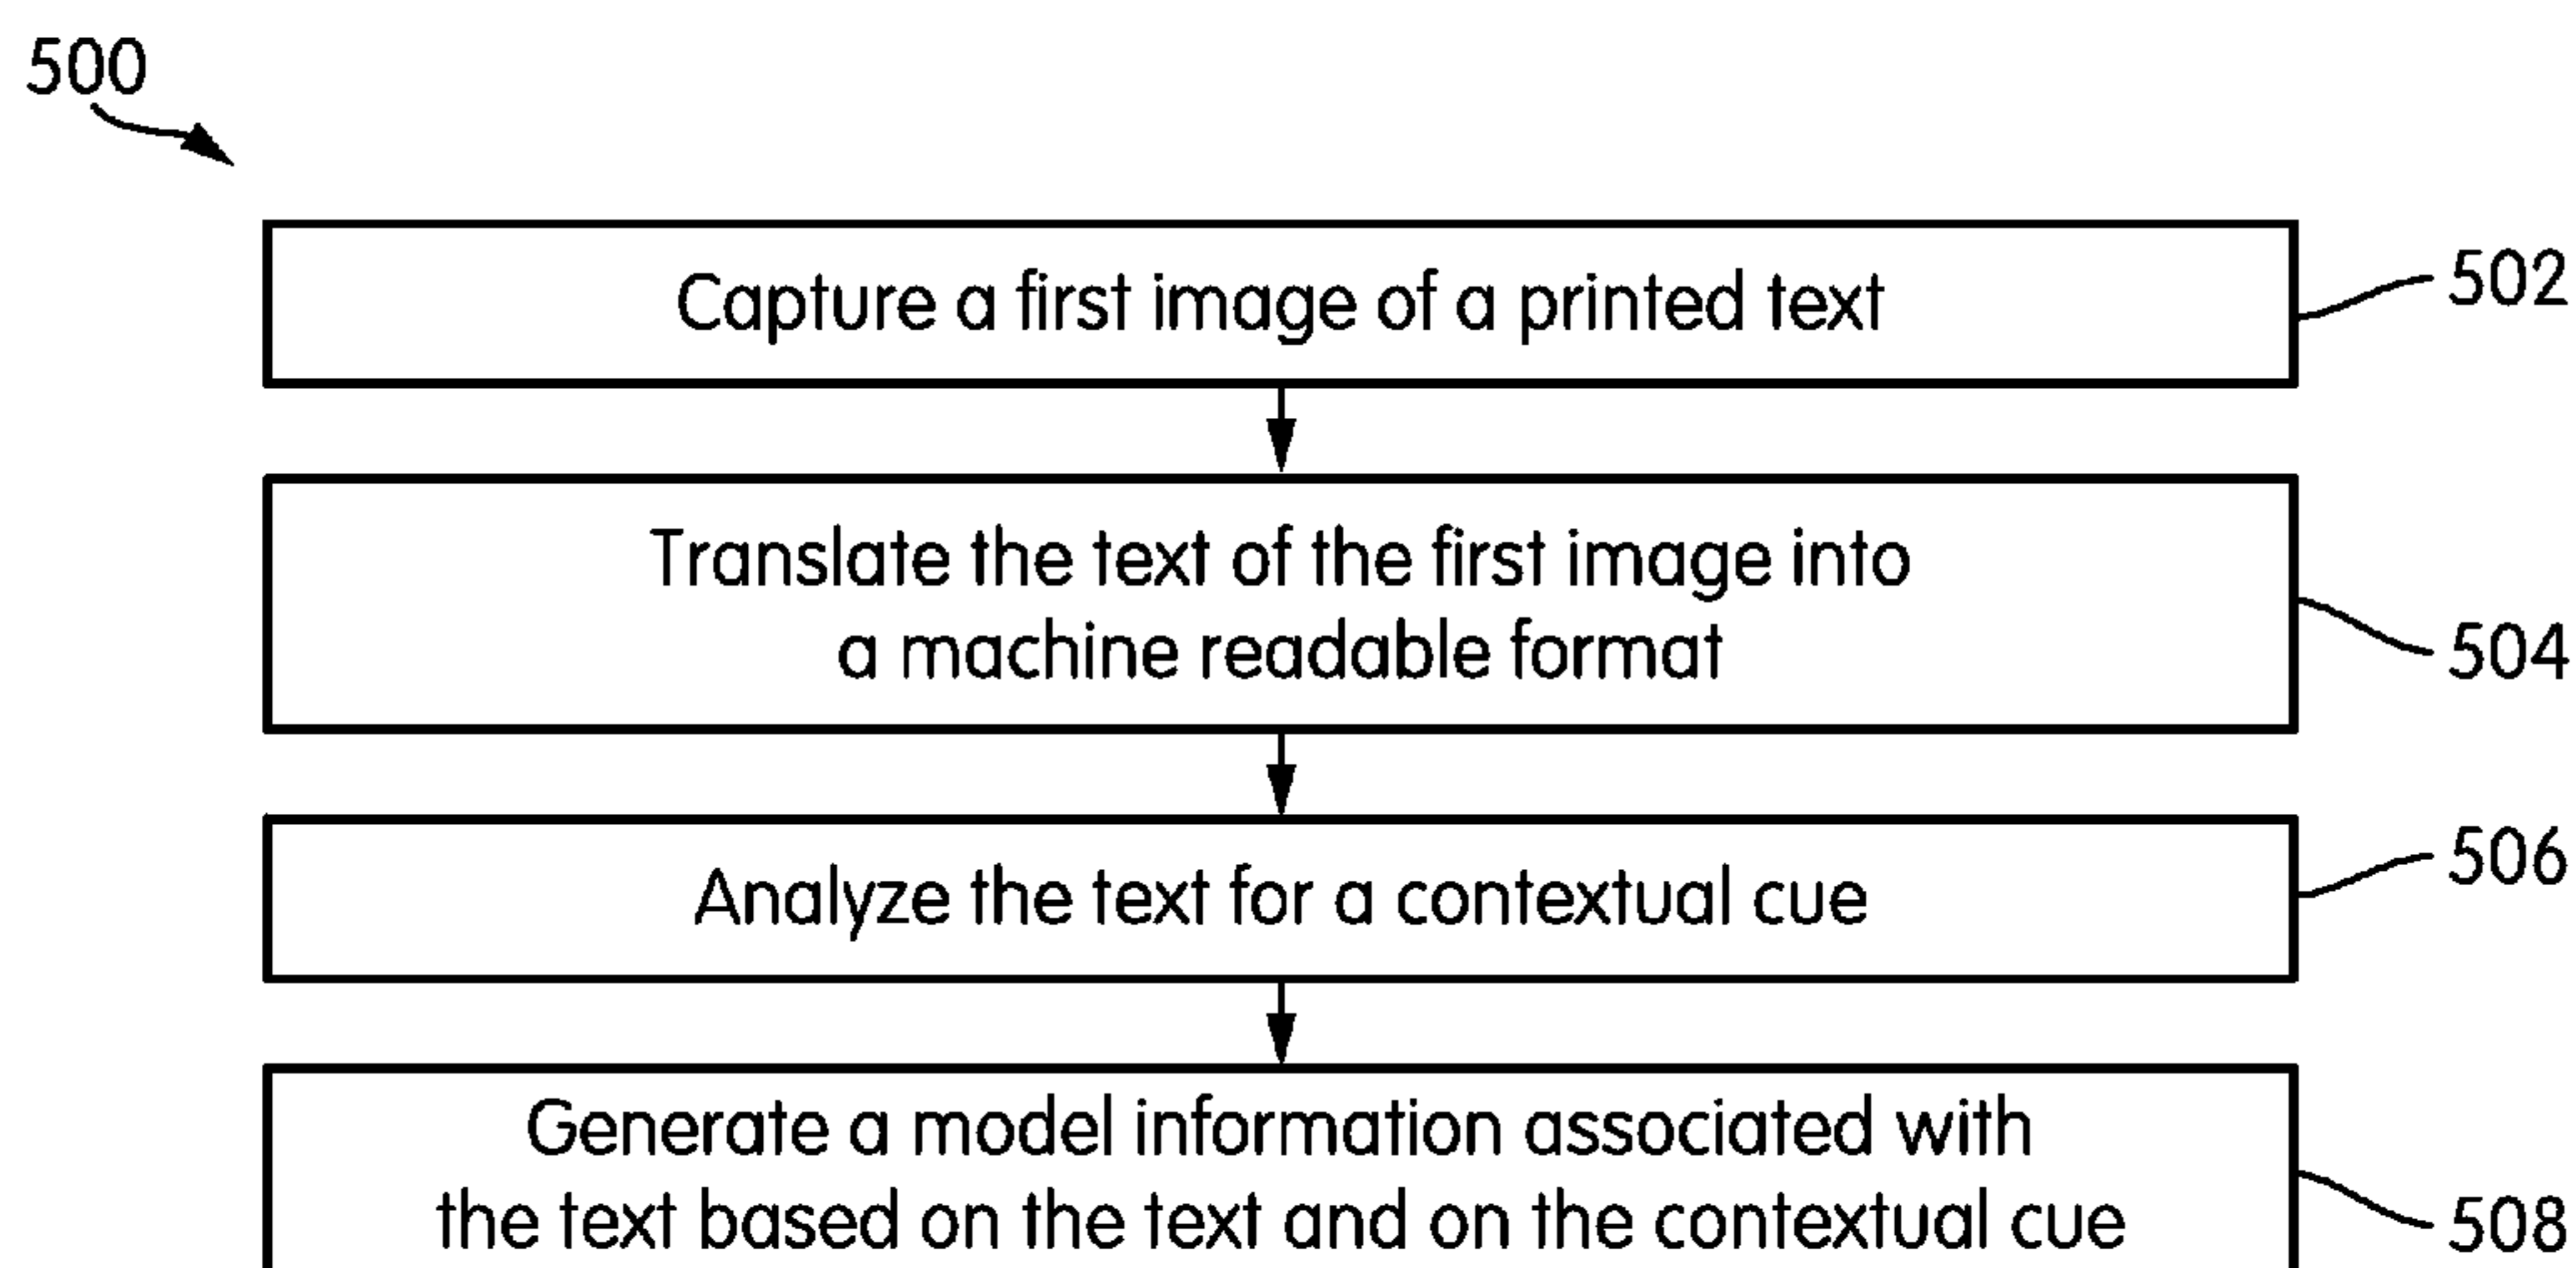 500
Capture a first image of a printed text
502
Translate the text of the first image into
a machine readable format
504
Analyze the text for a contextual cue
506
Generate a model information associated with
the text based on the text and on the contextual cue
508